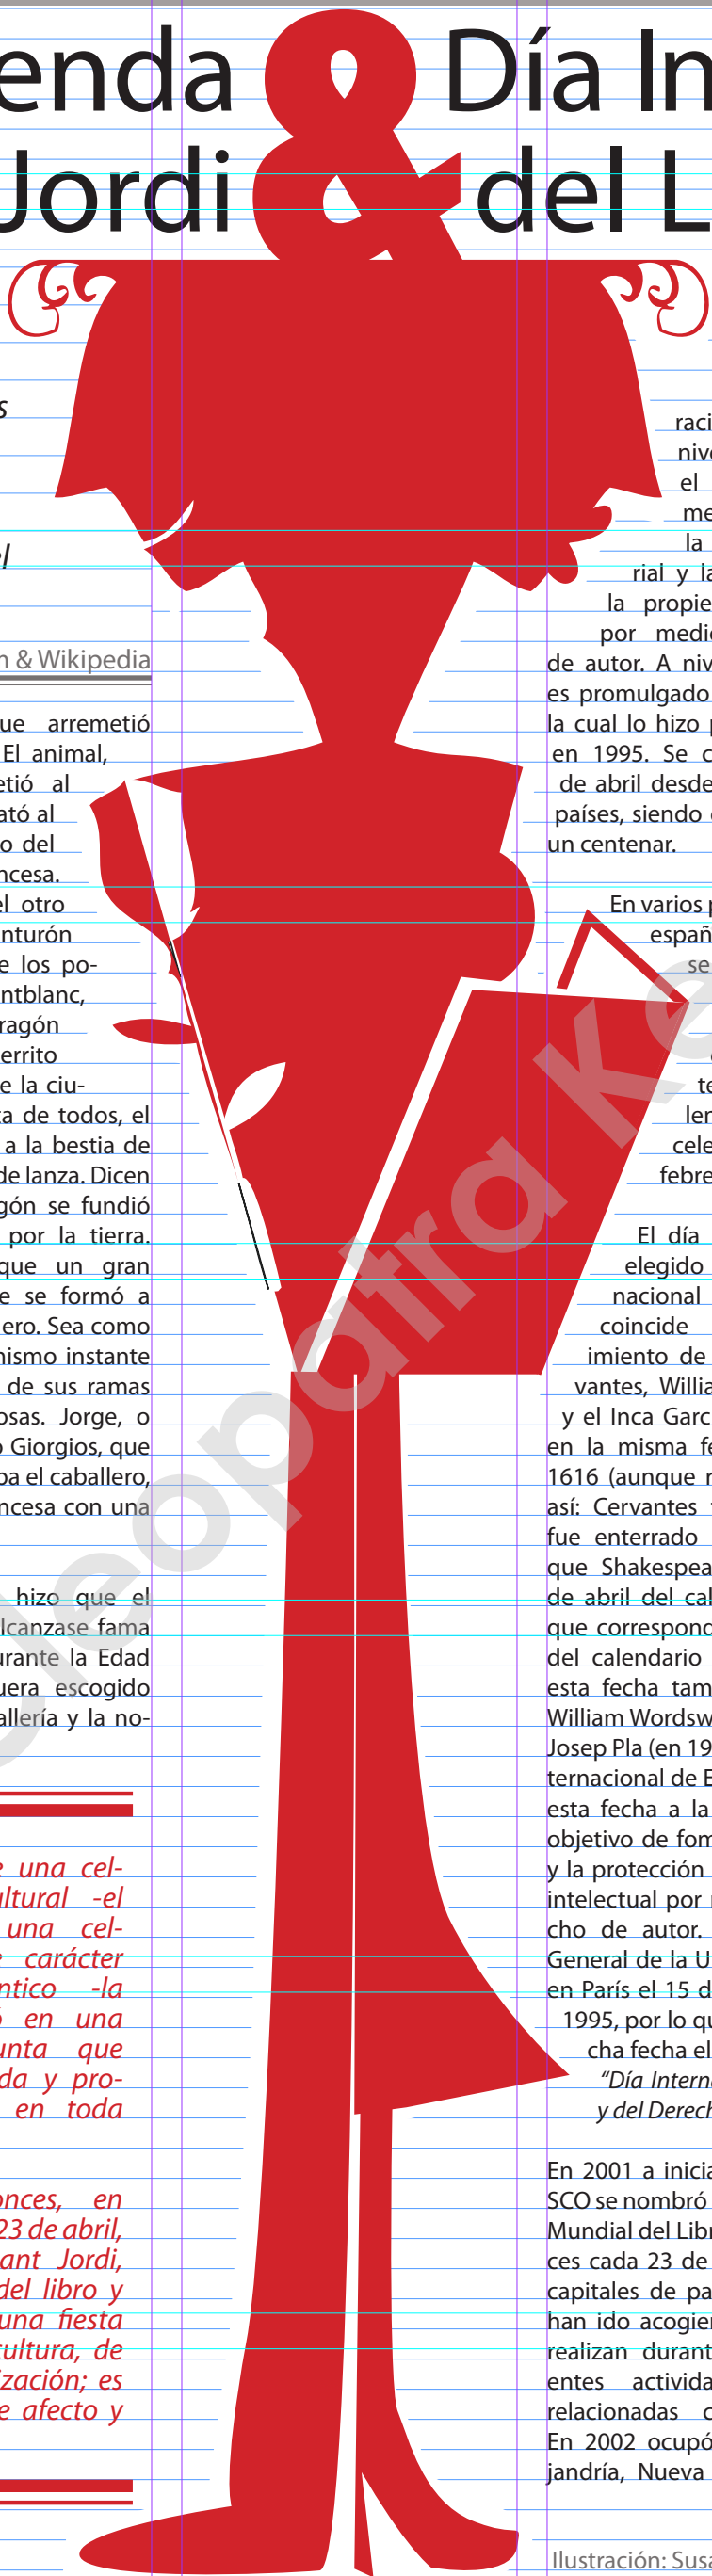 enda & Día In
Jordi & del L
s
el
n & Wikipedia
ue arremetió
El animal,
etió al
ató al
o del
ncesa.
el otro
nturón
e los po-
ntblanc,
ragón
errito
e la ciu-
ta de todos, el
a la bestia de
de lanza. Dicen
gón se fundió
por la tierra.
que un gran
e se formó a
ero. Sea como
nismo instante
de sus ramas
osas. Jorge, o
o Giorgios, que
ba el caballero,
ncesa con una
hizo que el
lcanzase fama
urante la Edad
uera escogido
allería y la no-
e una cel-
ultural -el
una cel-
e carácter
ntico -la
ó en una
unta que
da y pro-
en toda
onces, en
23 de abril,
ant Jordi,
del libro y
una fiesta
cultura, de
ización; es
e afecto y
raci
nive
el
me
la
rial y la
la propie
por medi
de autor. A niv
es promulgado
la cual lo hizo p
en 1995. Se c
de abril desde
países, siendo
un centenar.
En varios p
españ
se
te
len
cele
febre
El día
elegido
nacional
coincide
imiento de
vantes, Willia
y el Inca Garc
en la misma fe
1616 (aunque r
así: Cervantes
fue enterrado
que Shakespea
de abril del cal
que correspond
del calendario
esta fecha tam
William Wordsw
Josep Pla (en 19
ternacional de E
esta fecha a la
objetivo de fom
y la protección
intelectual por
cho de autor.
General de la U
en París el 15 d
1995, por lo qu
cha fecha el
“Día Interna
y del Derech
En 2001 a inicia
SCO se nombró
Mundial del Libr
ces cada 23 de
capitales de pa
han ido acogier
realizan durant
entes activida
relacionadas c
En 2002 ocupó
jandría, Nueva
Ilustración: Susa
Cleopatra Ke